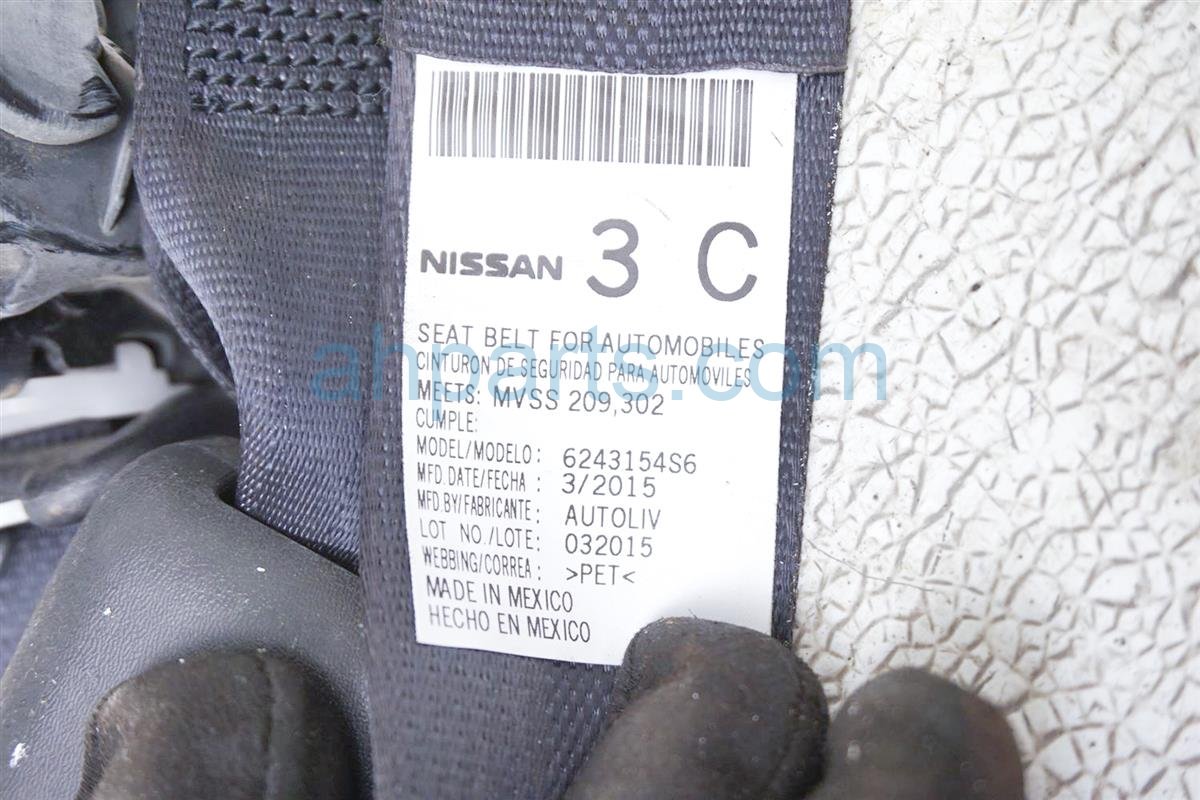 NISSAN 3 C
SEAT BELT FOR AUTOMOBILES
CINTURON DE SEGURIDAD PARA AUTOMOVILES
MEETS: MVSS 209,302
CUMPLE:
MODEL/MODELO: 6243154S6
MFD.DATE/FECHA : 3/2015
MFD.BY/FABRICANTE: AUTOLIV
LOT NO./LOTE: 032015
WEBBING/CORREA : >PET<
MADE IN MEXICO
HECHO EN MEXICO
ahparts.com